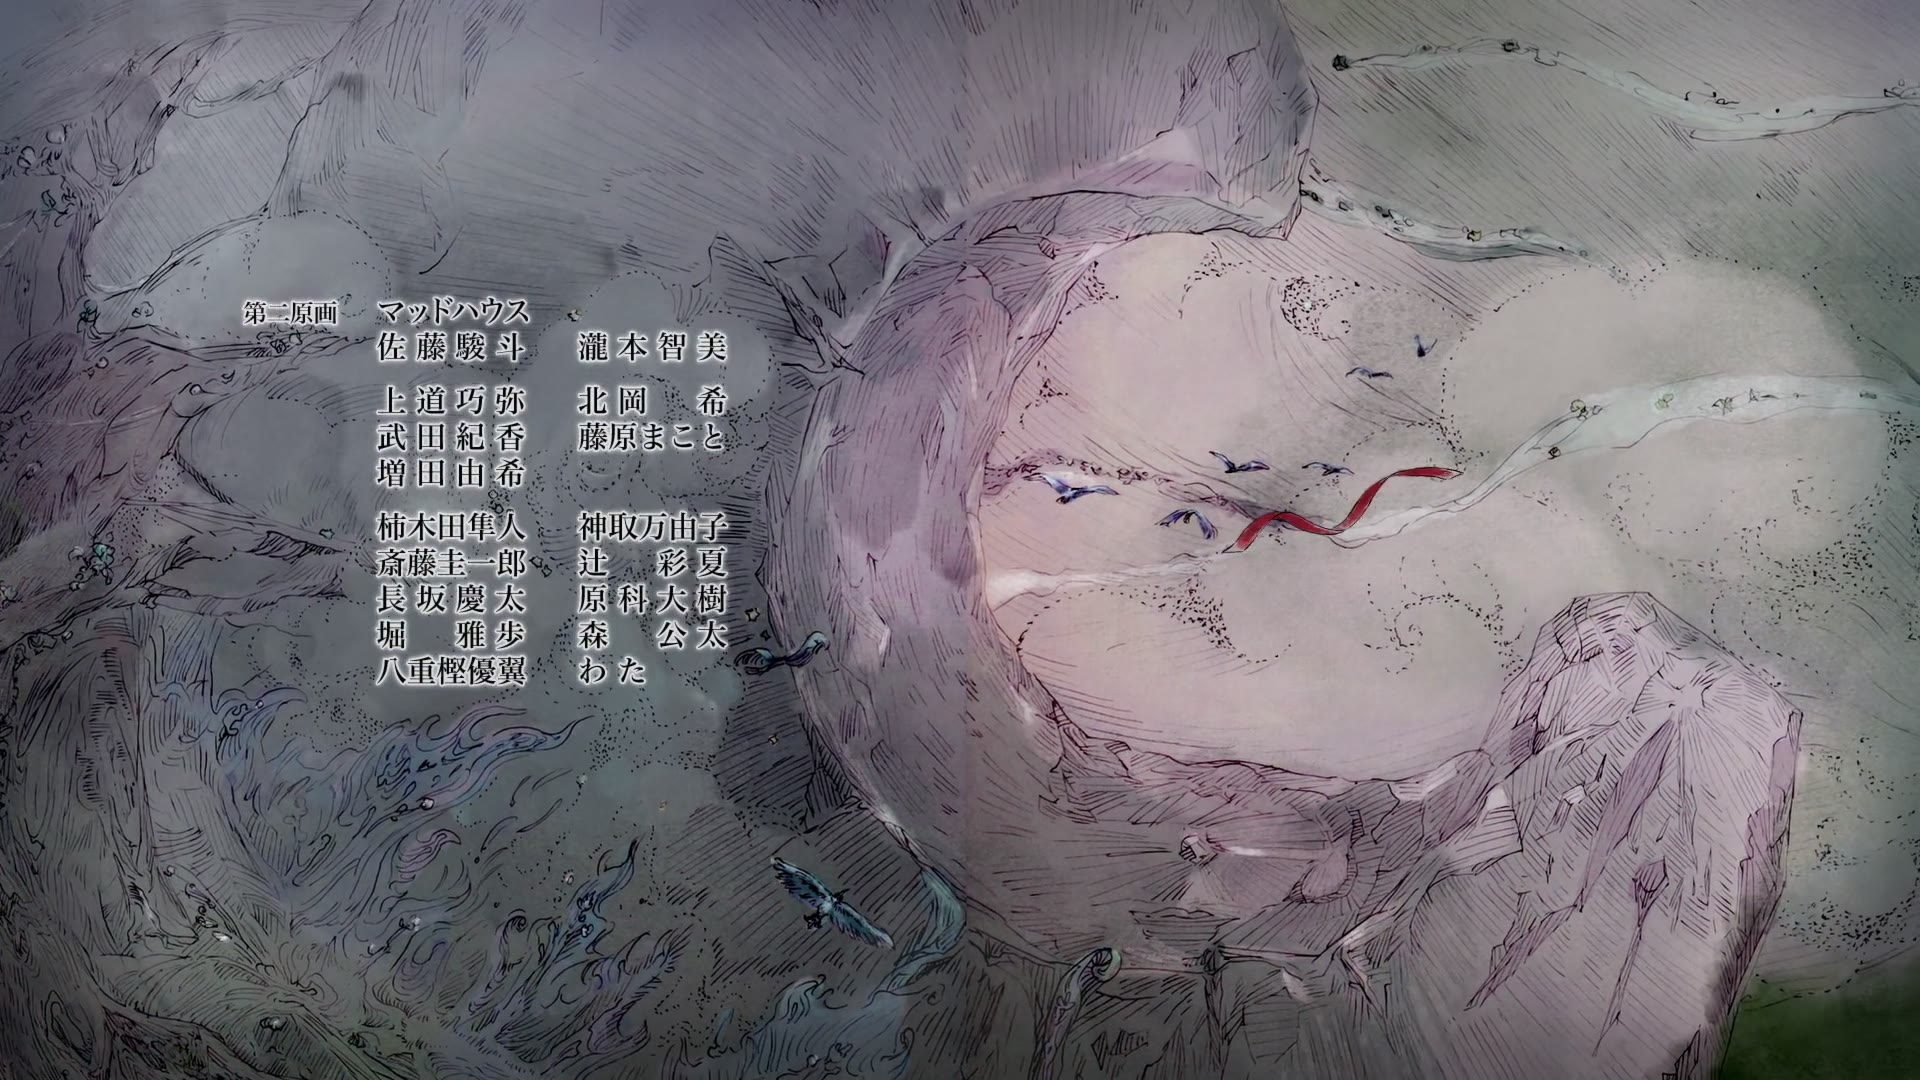 第二原画 マッドハウス
佐藤駿斗 瀧本智美
上道巧弥 北岡希
武田紀香 藤原まこと
増田由希
柿木田隼人 神取万由子
斎藤圭一郎 辻彩夏
長坂慶太 原科大樹
堀雅歩 森公太
八重樫優翼 わた